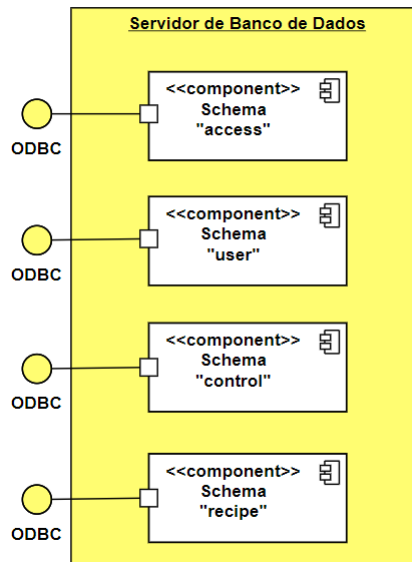 Servidor de Banco de Dados
<<component>>
Schema
"access"
ODBC
<<component>>
Schema
"user"
ODBC
<<component>>
Schema
"control"
ODBC
<<component>>
Schema
"recipe"
ODBC